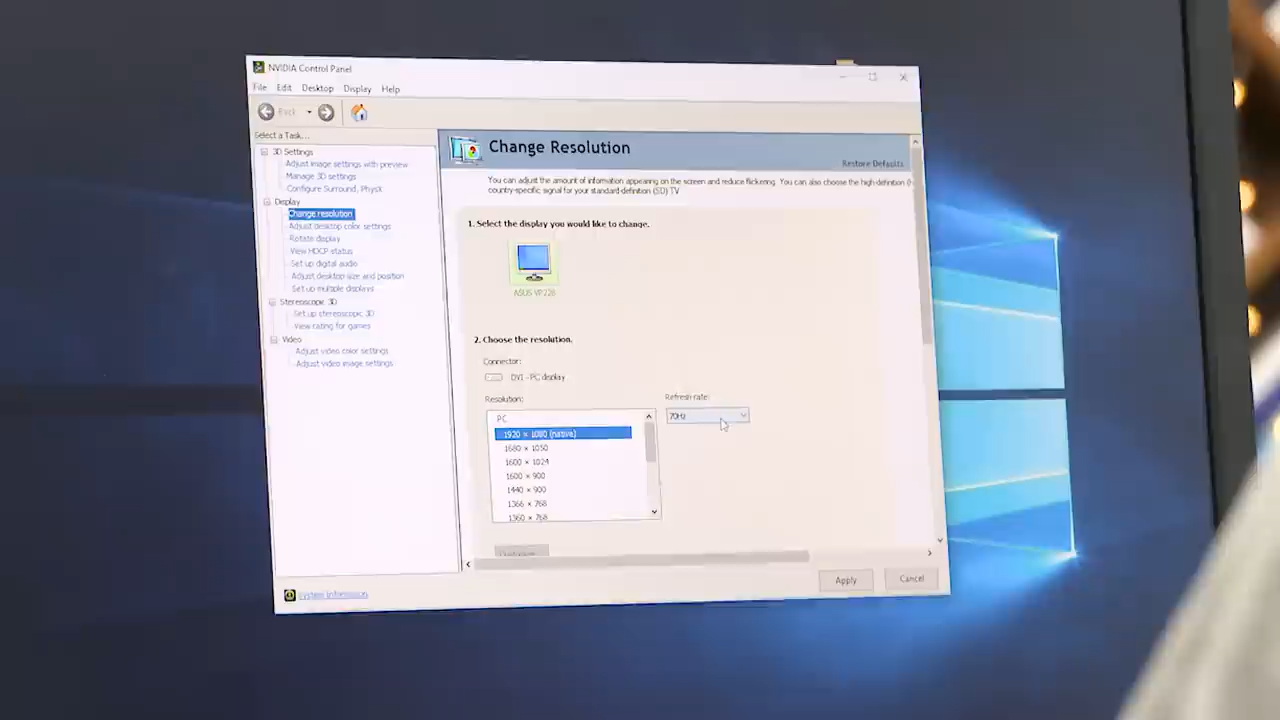 NVIDIA Control Panel
File Edit Desktop Display Help
Back
Select a Task...
3D Settings
Adjust image settings with preview
Manage 3D settings
Configure Surround, PhysX
Display
Change resolution
Adjust desktop color settings
Rotate display
View HDCP status
Set up digital audio
Adjust desktop size and position
Set up multiple displays
Stereoscopic 3D
Set up stereoscopic 3D
View rating for games
Video
Adjust video color settings
Adjust video image settings
System Information
Change Resolution
Restore Defaults
You can adjust the amount of information appearing on the screen and reduce flickering. You can also choose the high-definition (H
country-specific signal for your standard-definition (SD) TV
1. Select the display you would like to change.
ASUS VP228
2. Choose the resolution.
Connector:
DVI - PC display
Resolution:
Refresh rate:
PC
70Hz
1920 × 1080 (native)
1680 × 1050
1600 × 1024
1600 × 900
1440 × 900
1366 × 768
1360 × 768
Apply
Cancel